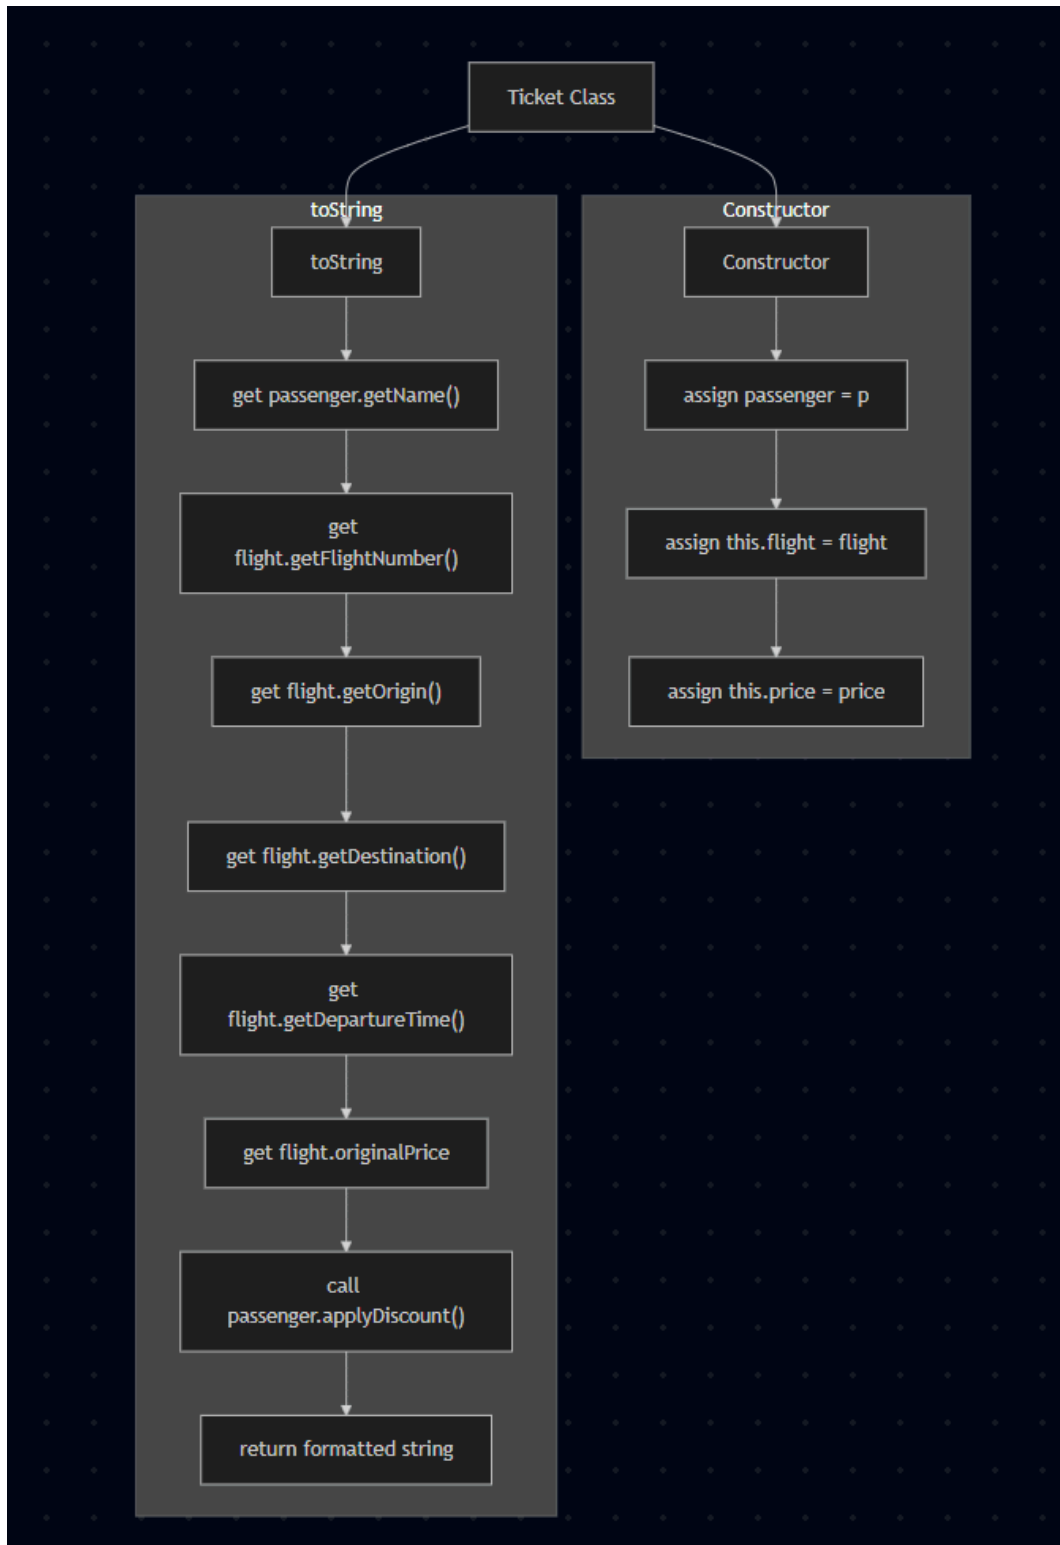 Ticket Class
toString
toString
get passenger.getName()
get
flight.getFlightNumber()
get flight.getOrigin()
get flight.getDestination()
get
flight.getDepartureTime()
get flight.originalPrice
call
passenger.applyDiscount()
return formatted string
Constructor
Constructor
assign passenger = p
assign this.flight = flight
assign this.price = price